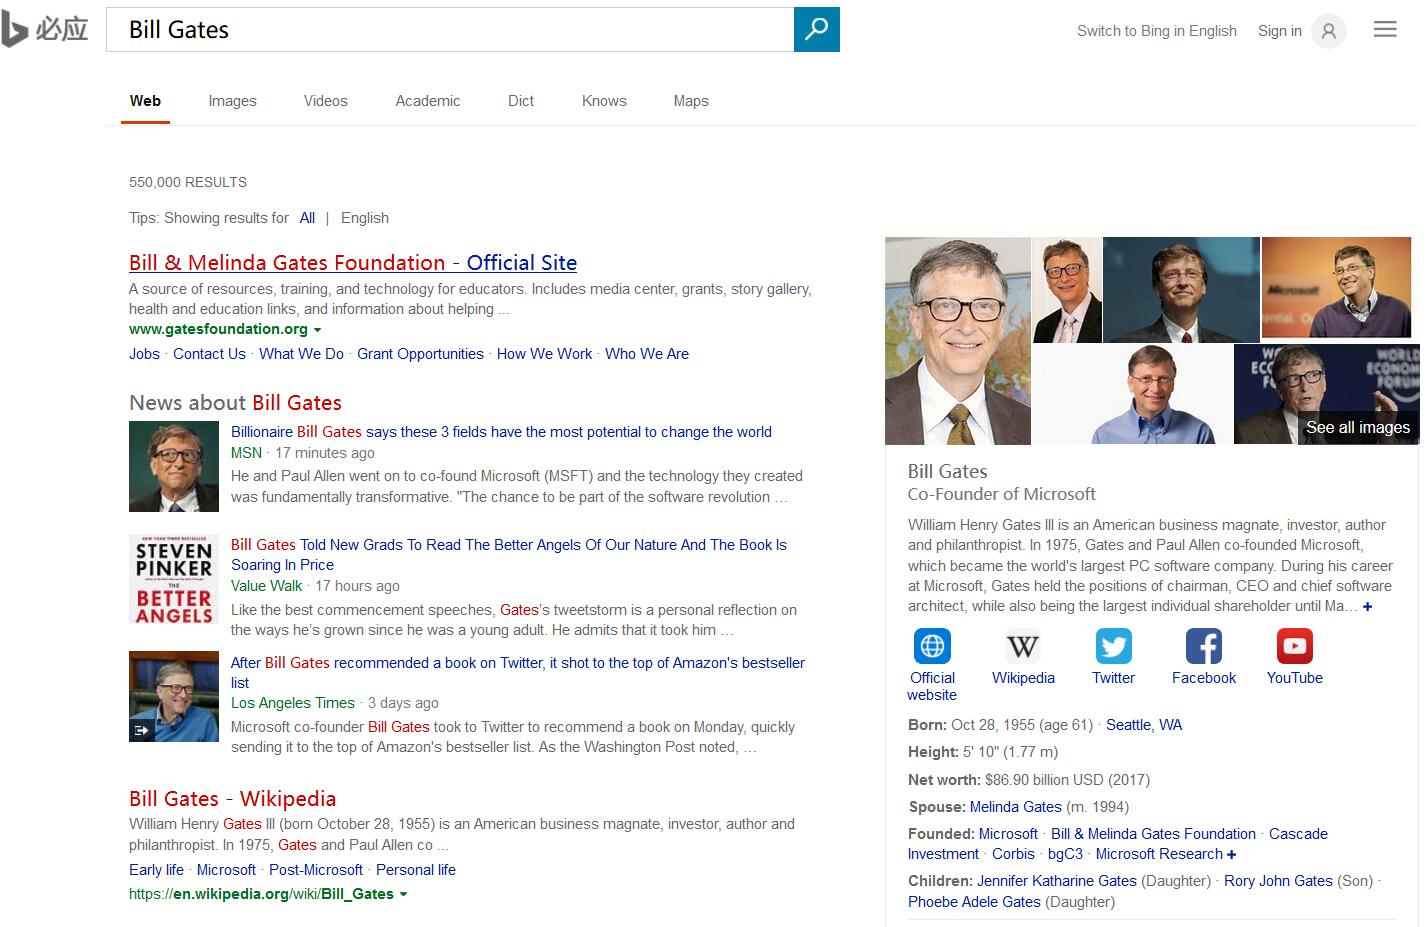 必应
Bill Gates
Switch to Bing in English
Sign in
Web
Images
Videos
Academic
Dict
Knows
Maps
550,000 RESULTS
Tips: Showing results for All | English
Bill & Melinda Gates Foundation - Official Site
A source of resources, training, and technology for educators. Includes media center, grants, story gallery,
health and education links, and information about helping ...
www.gatesfoundation.org
Jobs · Contact Us · What We Do · Grant Opportunities · How We Work · Who We Are
News about Bill Gates
Billionaire Bill Gates says these 3 fields have the most potential to change the world
MSN · 17 minutes ago
He and Paul Allen went on to co-found Microsoft (MSFT) and the technology they created
was fundamentally transformative. "The chance to be part of the software revolution …
STEVEN
PINKER
THE
BETTER
ANGELS
Bill Gates Told New Grads To Read The Better Angels Of Our Nature And The Book Is
Soaring In Price
Value Walk · 17 hours ago
Like the best commencement speeches, Gates's tweetstorm is a personal reflection on
the ways he's grown since he was a young adult. He admits that it took him …
After Bill Gates recommended a book on Twitter, it shot to the top of Amazon's bestseller
list
Los Angeles Times · 3 days ago
Microsoft co-founder Bill Gates took to Twitter to recommend a book on Monday, quickly
sending it to the top of Amazon's bestseller list. As the Washington Post noted, …
Bill Gates - Wikipedia
William Henry Gates III (born October 28, 1955) is an American business magnate, investor, author and
philanthropist. In 1975, Gates and Paul Allen co ...
Early life · Microsoft · Post-Microsoft · Personal life
https://en.wikipedia.org/wiki/Bill_Gates
Microsoft
WORLD
ECONOMIC
FORUM
See all images
Bill Gates
Co-Founder of Microsoft
William Henry Gates III is an American business magnate, investor, author
and philanthropist. In 1975, Gates and Paul Allen co-founded Microsoft,
which became the world's largest PC software company. During his career
at Microsoft, Gates held the positions of chairman, CEO and chief software
architect, while also being the largest individual shareholder until Ma… +
W
Official
website
Wikipedia
Twitter
Facebook
YouTube
Born: Oct 28, 1955 (age 61) · Seattle, WA
Height: 5' 10" (1.77 m)
Net worth: $86.90 billion USD (2017)
Spouse: Melinda Gates (m. 1994)
Founded: Microsoft · Bill & Melinda Gates Foundation · Cascade
Investment · Corbis · bgC3 · Microsoft Research +
Children: Jennifer Katharine Gates (Daughter) · Rory John Gates (Son) ·
Phoebe Adele Gates (Daughter)